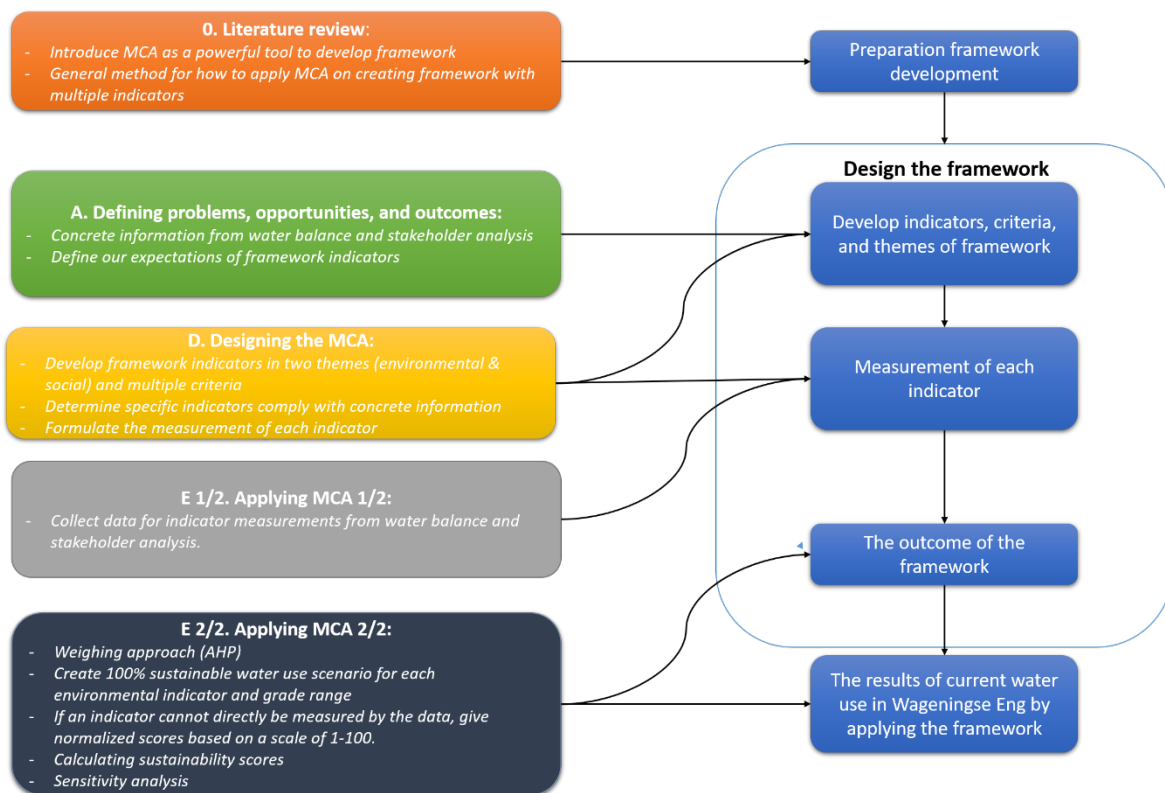 0. Literature review:
- Introduce MCA as a powerful tool to develop framework
- General method for how to apply MCA on creating framework with
multiple indicators
Preparation framework
development
Design the framework
A. Defining problems, opportunities, and outcomes:
- Concrete information from water balance and stakeholder analysis
- Define our expectations of framework indicators
Develop indicators, criteria,
and themes of framework
D. Designing the MCA:
- Develop framework indicators in two themes (environmental &
social) and multiple criteria
- Determine specific indicators comply with concrete information
- Formulate the measurement of each indicator
Measurement of each
indicator
E 1/2. Applying MCA 1/2:
- Collect data for indicator measurements from water balance and
stakeholder analysis.
The outcome of the
framework
E 2/2. Applying MCA 2/2:
- Weighing approach (AHP)
- Create 100% sustainable water use scenario for each
environmental indicator and grade range
- If an indicator cannot directly be measured by the data, give
normalized scores based on a scale of 1-100.
- Calculating sustainability scores
- Sensitivity analysis
The results of current water
use in Wageningse Eng by
applying the framework